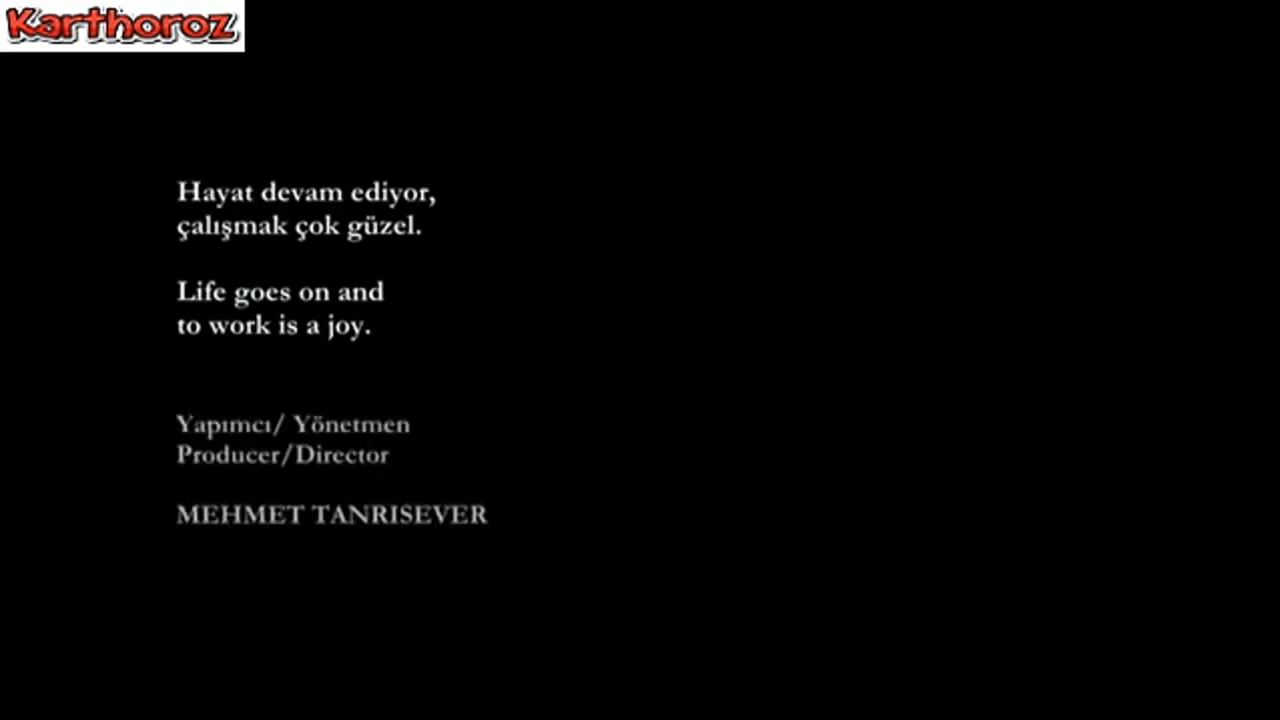 Karthoroz
Hayat devam ediyor,
çalışmak çok güzel.
Life goes on and
to work is a joy.
Yapımcı/ Yönetmen
Producer/Director
MEHMET TANRISEVER